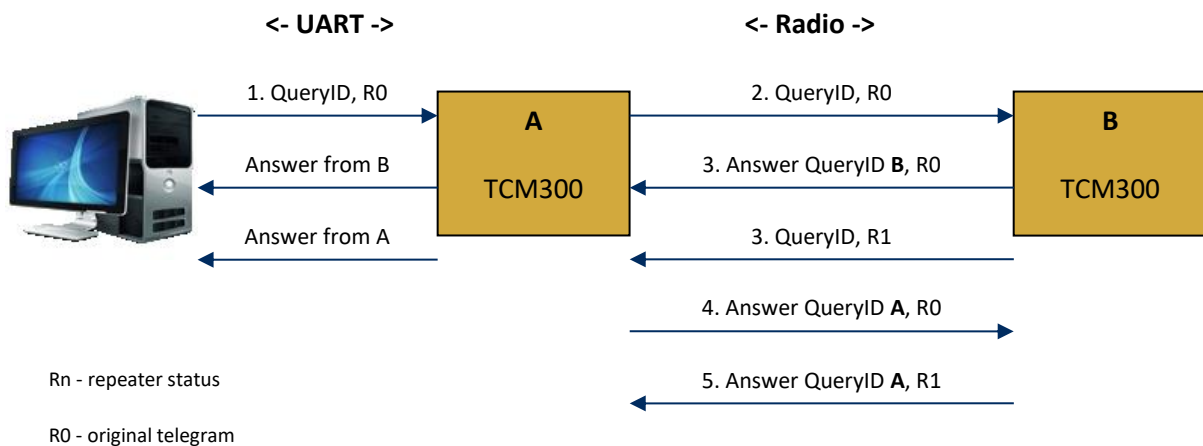 <- UART -> <- Radio ->
1. QueryID, R0 2. QueryID, R0
A B
Answer from B 3. Answer QueryID B, R0
TCM300 TCM300
Answer from A 3. QueryID, R1
4. Answer QueryID A, R0
Rn - repeater status 5. Answer QueryID A, R1
R0 - original telegram